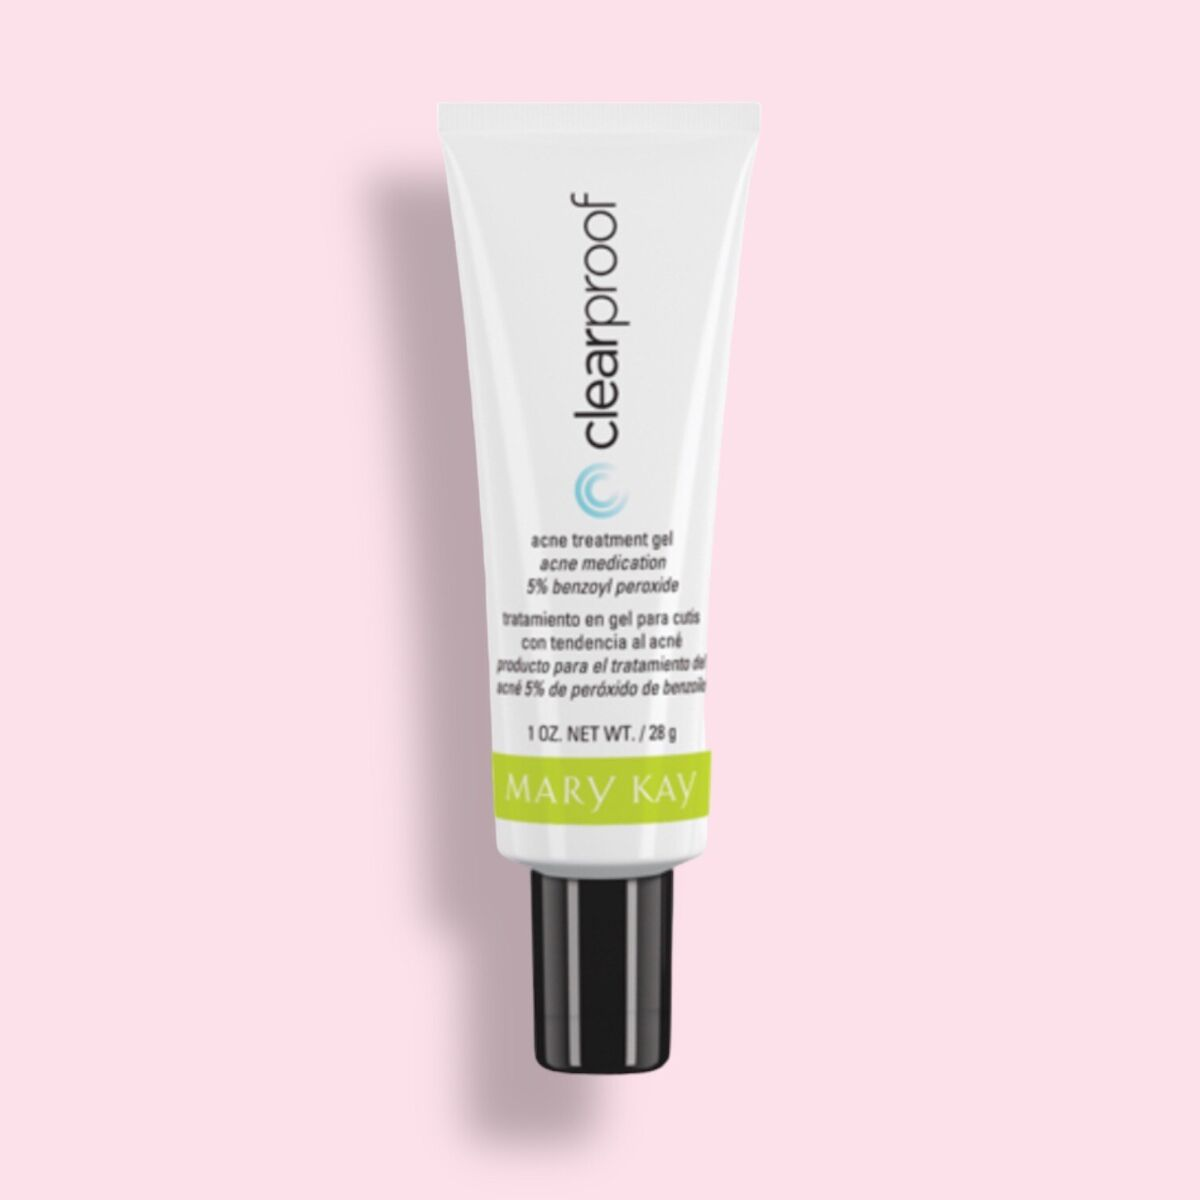 clearproof
acne treatment gel
acne medication
5% benzoyl peroxide
tratamiento en gel para cutis
con tendencia al acné
producto para el tratamiento del
acné 5% de peróxido de benzoilo
1 OZ. NET WT. / 28 g
MARY KAY